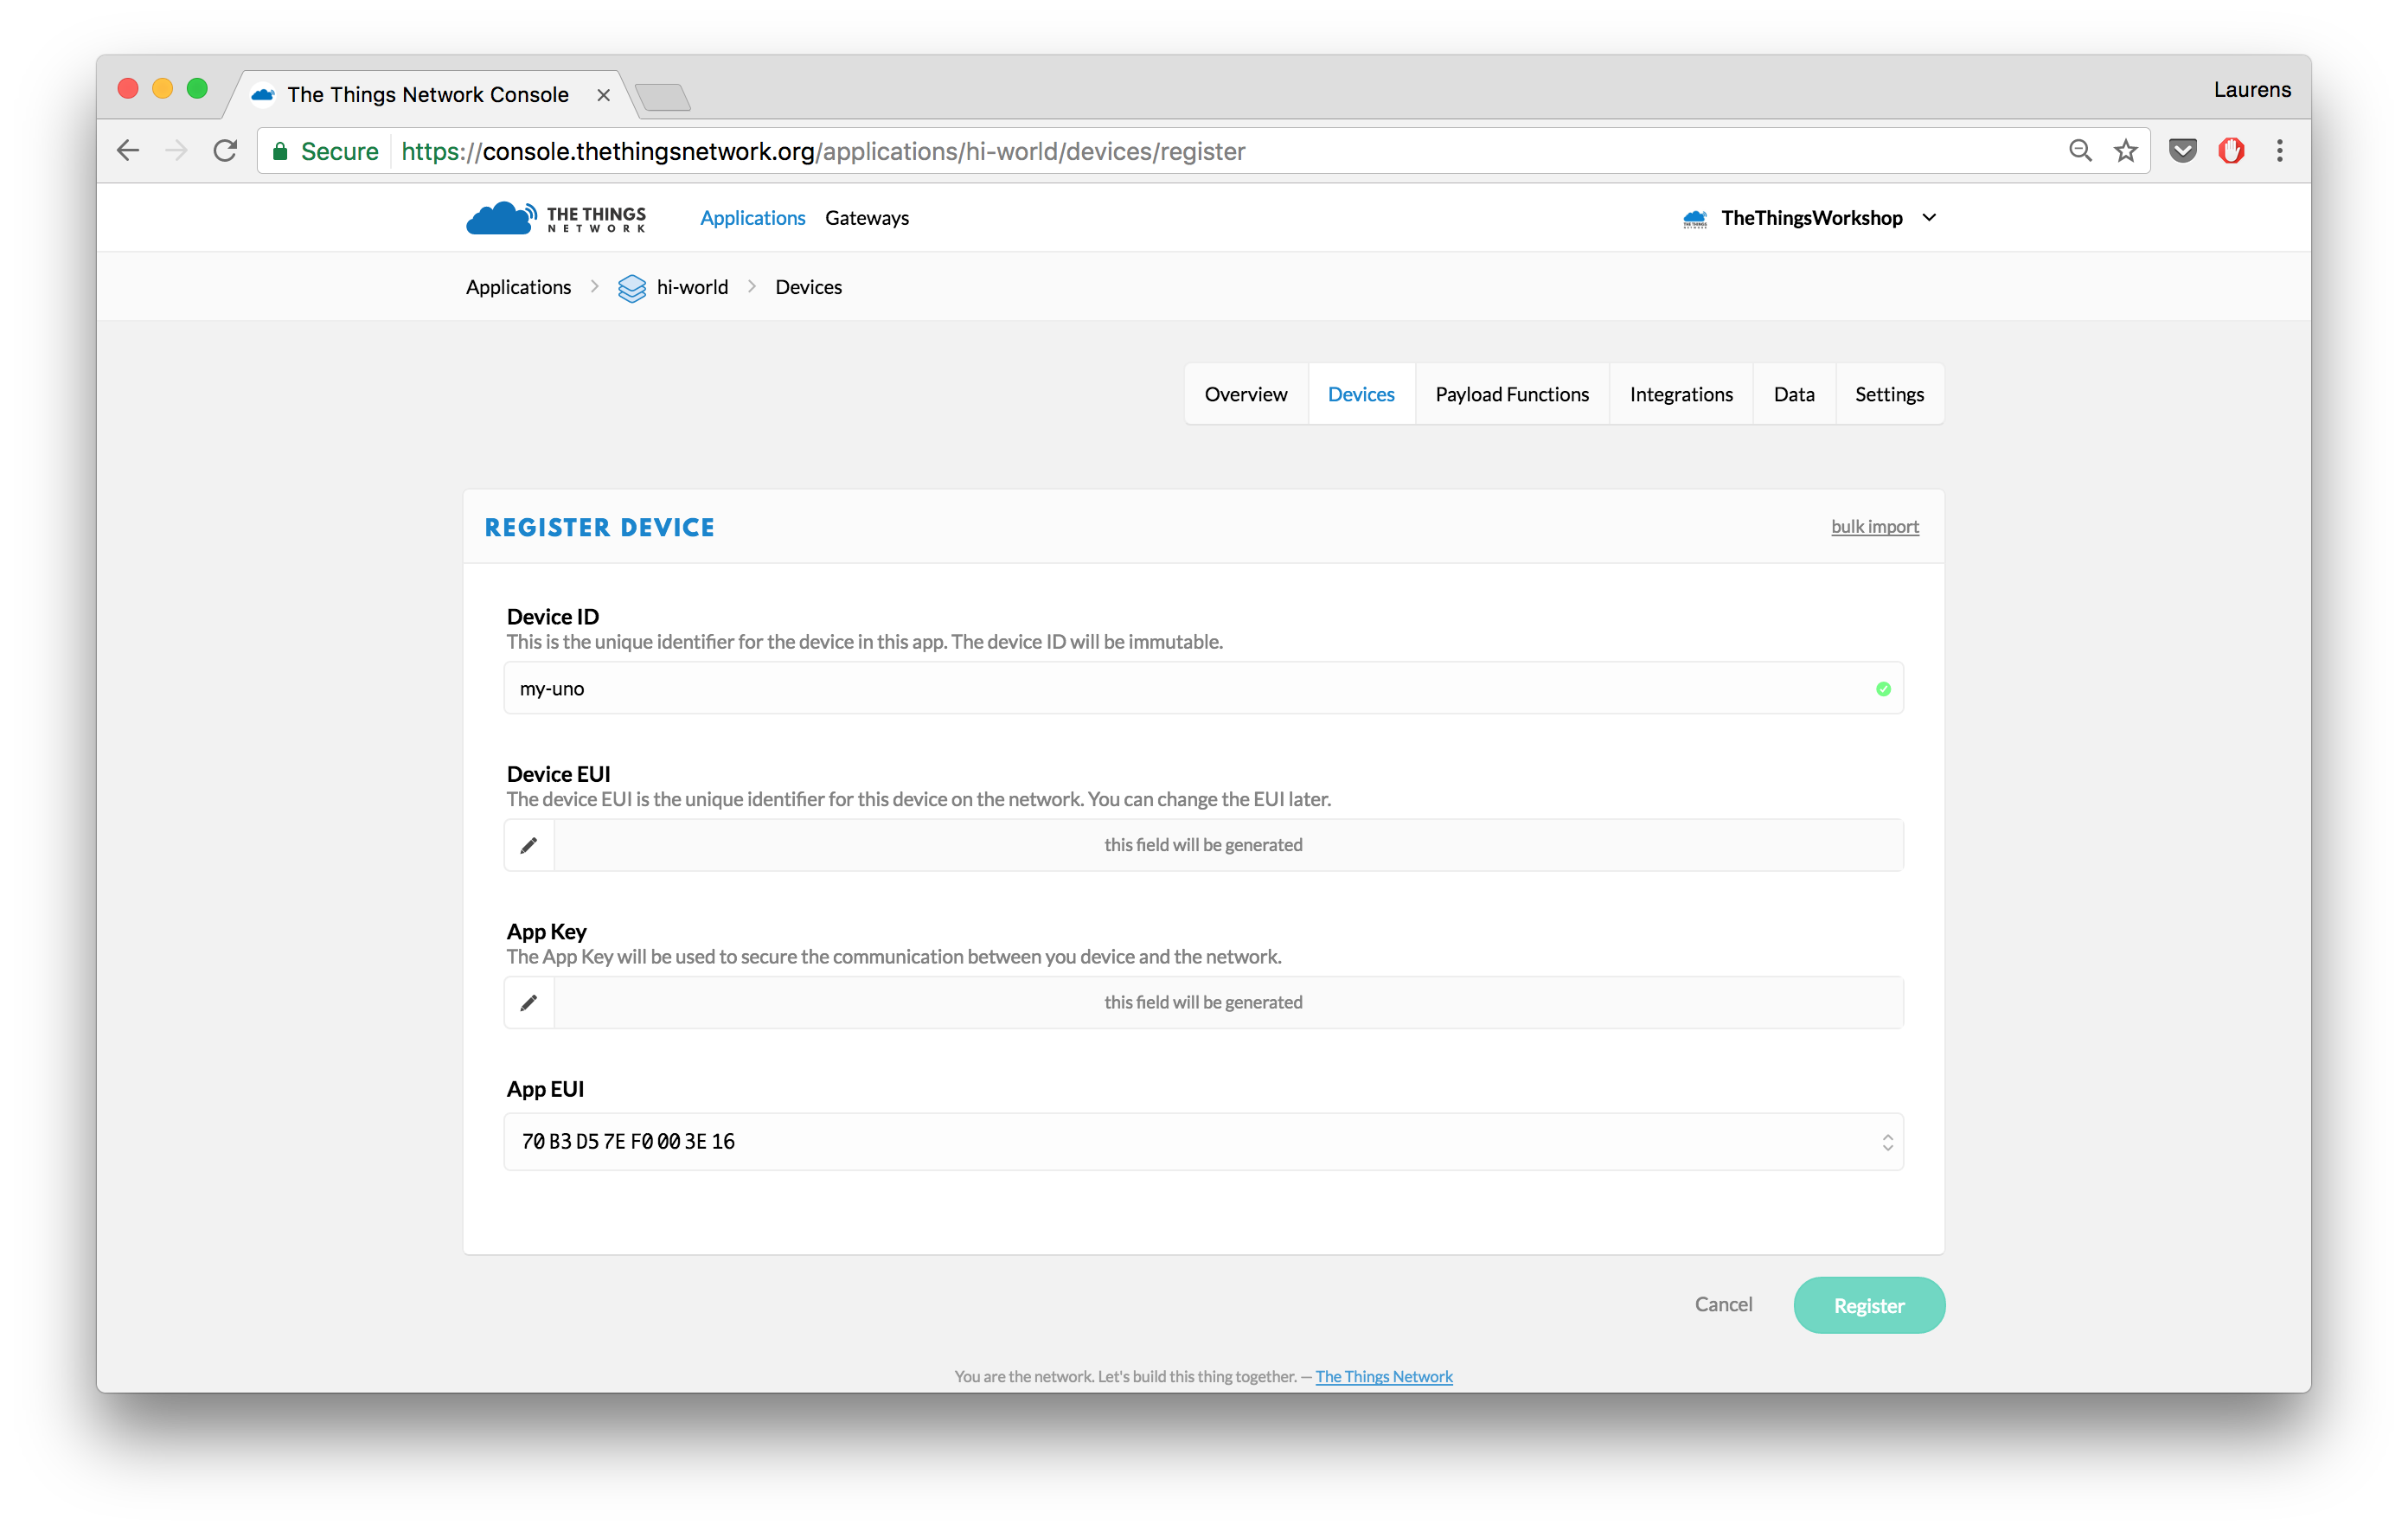 The Things Network Console
Laurens
Secure https://console.thethingsnetwork.org/applications/hi-world/devices/register
THE THINGS
NETWORK
Applications Gateways
TheThingsWorkshop
Applications hi-world Devices
Overview Devices Payload Functions Integrations Data Settings
REGISTER DEVICE
bulk import
Device ID
This is the unique identifier for the device in this app. The device ID will be immutable.
my-uno
Device EUI
The device EUI is the unique identifier for this device on the network. You can change the EUI later.
this field will be generated
App Key
The App Key will be used to secure the communication between you device and the network.
this field will be generated
App EUI
70 B3 D5 7E F0 00 3E 16
Cancel Register
You are the network. Let's build this thing together. — The Things Network